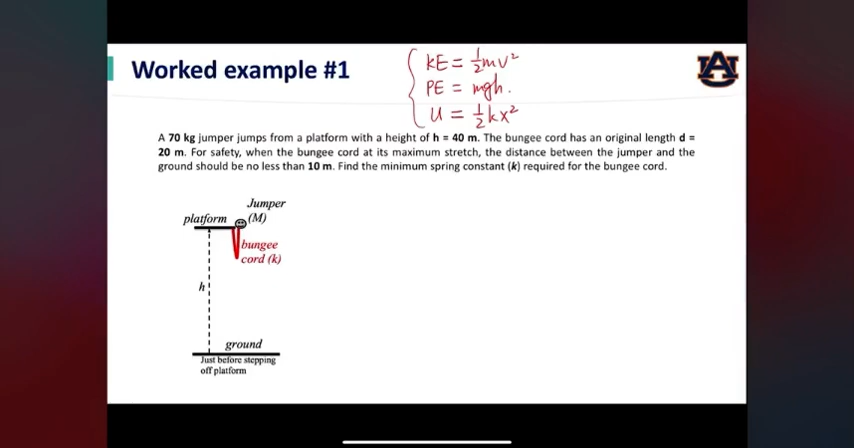 Worked example #1
KE = ½mv²
PE = mgh.
U = ½kx²
AU
A 70 kg jumper jumps from a platform with a height of h = 40 m. The bungee cord has an original length d =
20 m. For safety, when the bungee cord at its maximum stretch, the distance between the jumper and the
ground should be no less than 10 m. Find the minimum spring constant (k) required for the bungee cord.
Jumper
platform (M)
bungee
cord (k)
h
ground
Just before stepping
off platform